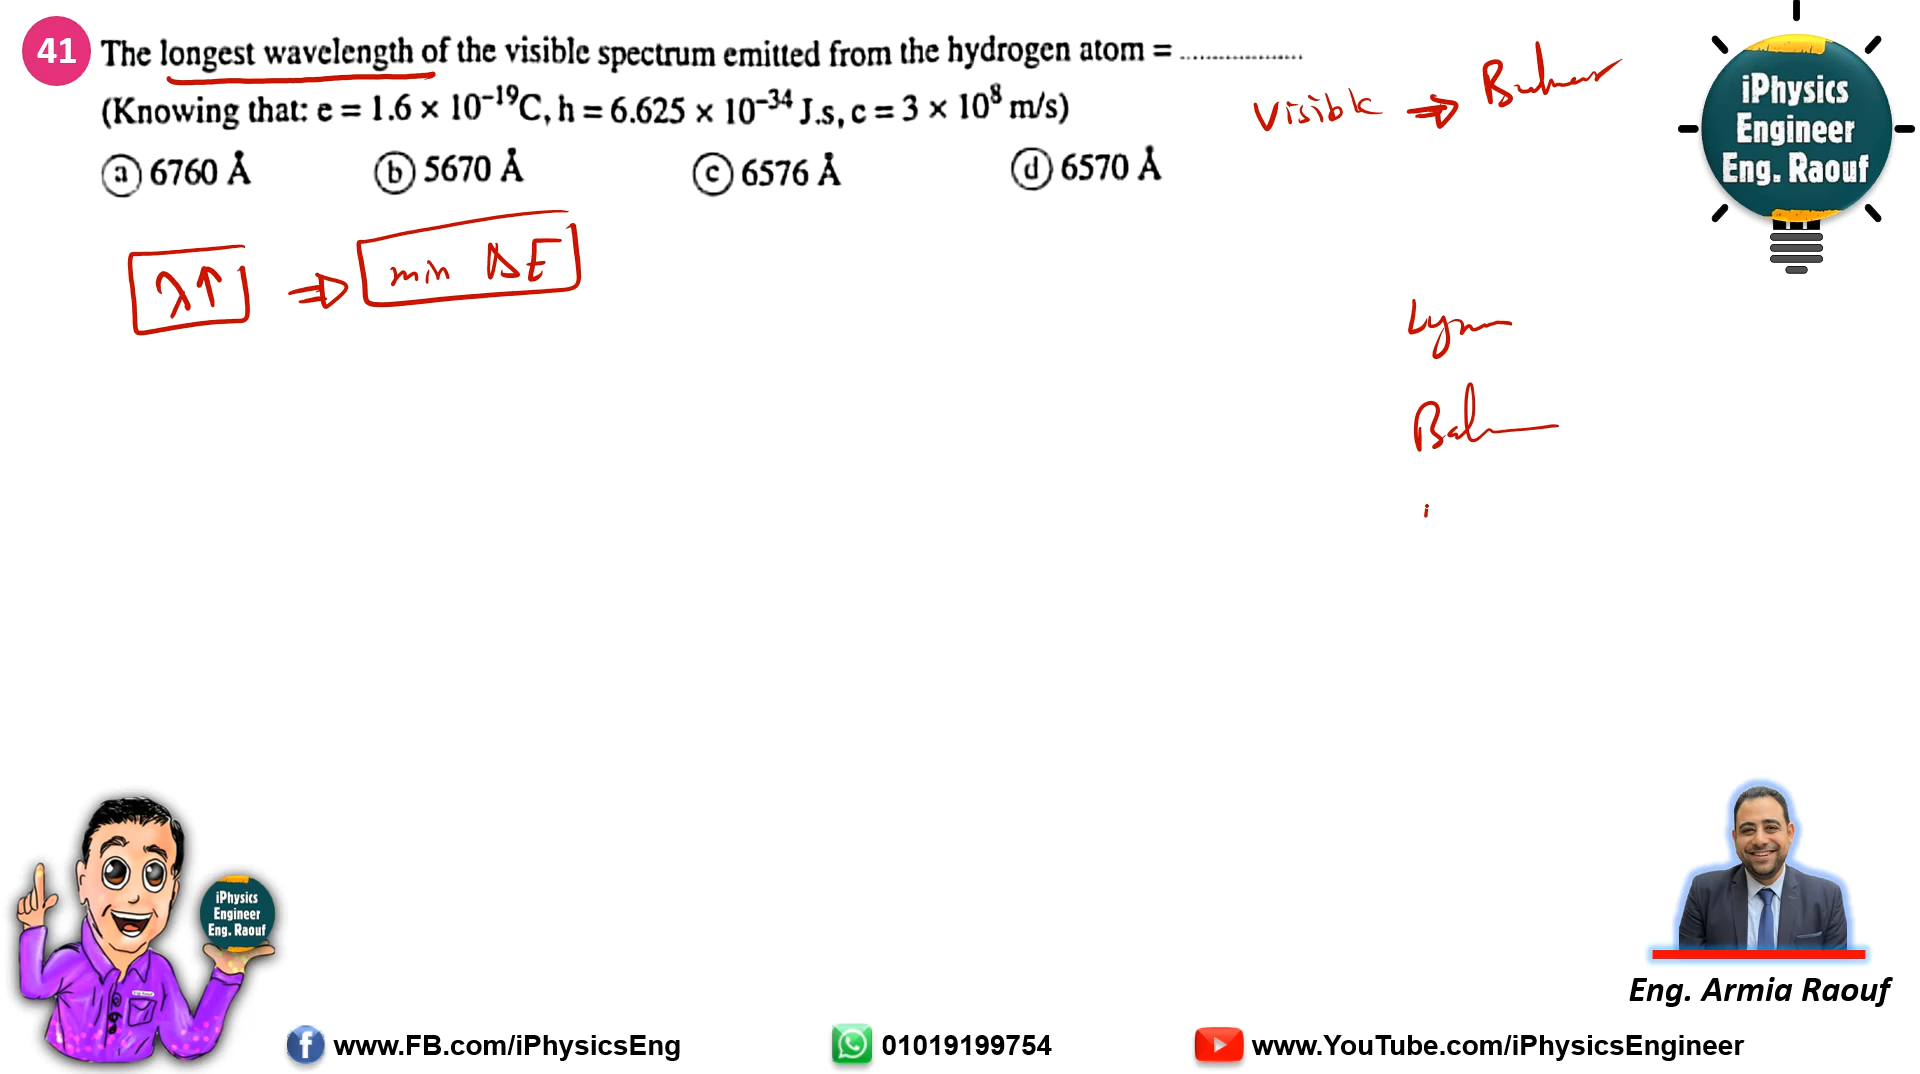 41 The longest wavelength of the visible spectrum emitted from the hydrogen atom = ..................
(Knowing that: e = 1.6 × 10⁻¹⁹C, h = 6.625 × 10⁻³⁴ J.s, c = 3 × 10⁸ m/s)
Visible ⇒ Balmer
ⓐ 6760 Å ⓑ 5670 Å ⓒ 6576 Å ⓓ 6570 Å
iPhysics
Engineer
Eng. Raouf
λ↑ ⇒ min ΔE
iPhysics
Engineer
Eng. Raouf
Eng. Armia Raouf
www.FB.com/iPhysicsEng 01019199754 www.YouTube.com/iPhysicsEngineer